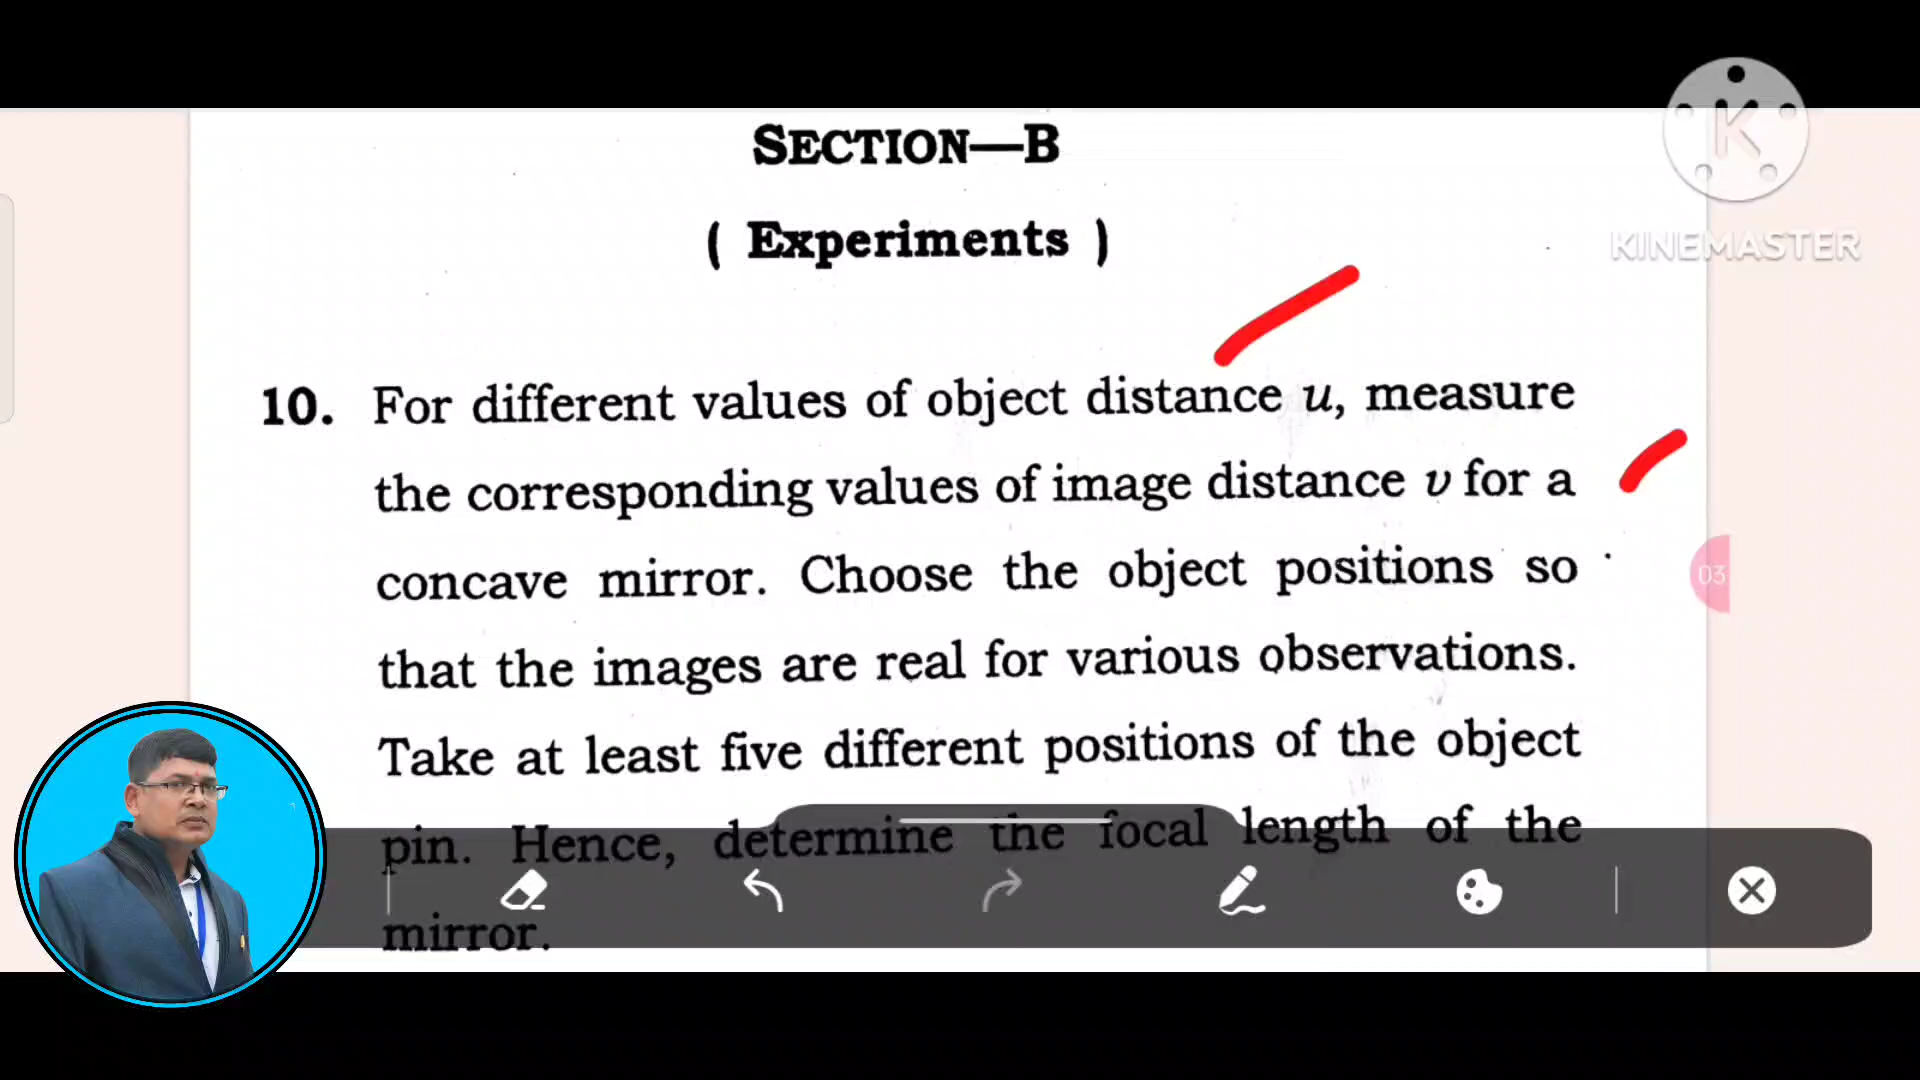 SECTION—B
( Experiments )
KINEMASTER
10. For different values of object distance u, measure
the corresponding values of image distance v for a
concave mirror. Choose the object positions so
03
that the images are real for various observations.
Take at least five different positions of the object
pin. Hence, determine the focal length of the
mirror.